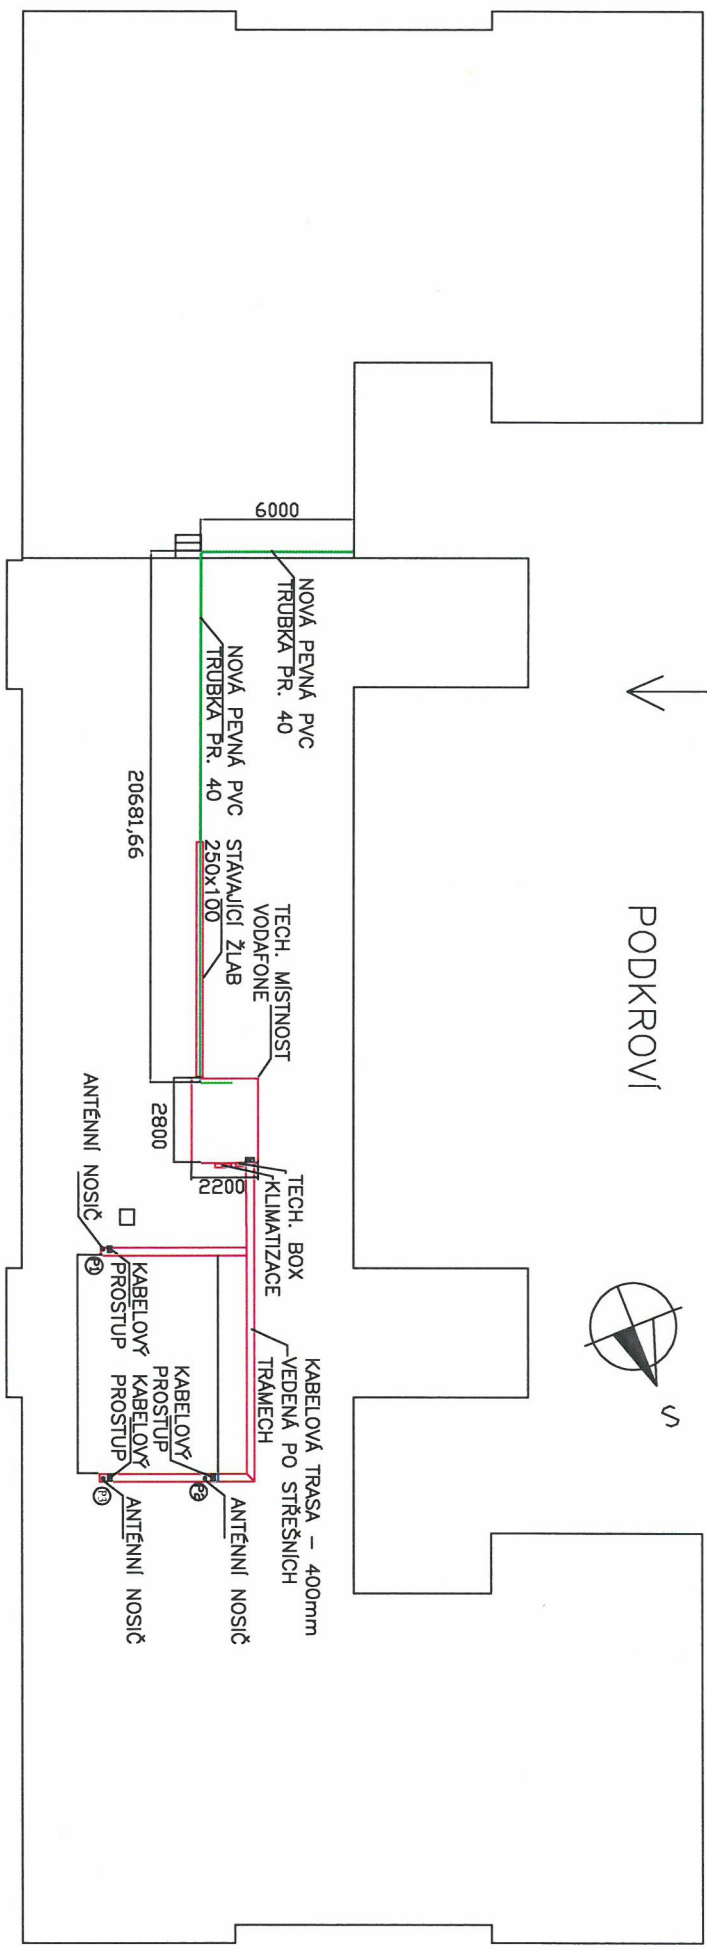 PODKROVÍ
S
6000
NOVÁ PEVNÁ PVC
TRUBKA PR. 40
NOVÁ PEVNÁ PVC
TRUBKA PR. 40
20681,66
STÁVAJÍCÍ ŽLAB
250x100
TECH. MÍSTNOST
VODAFONE
2800
2200
TECH. BOX
KLIMATIZACE
KABELOVÁ TRASA – 400mm
VEDENÁ PO STŘEŠNÍCH
TRÁMECH
ANTÉNNÍ NOSIČ
P1
KABELOVÝ
PROSTUP
KABELOVÝ
PROSTUP
P2
ANTÉNNÍ NOSIČ
KABELOVÝ
PROSTUP
P3
ANTÉNNÍ NOSIČ